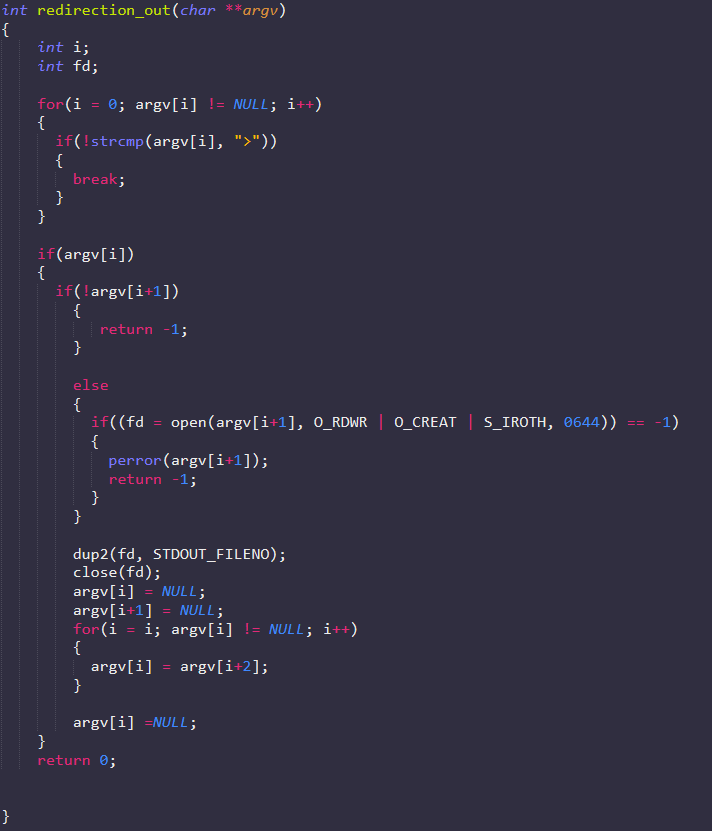 int redirection_out(char **argv)
{
int i;
int fd;
for(i = 0; argv[i] != NULL; i++)
{
if(!strcmp(argv[i], ">"))
{
break;
}
}
if(argv[i])
{
if(!argv[i+1])
{
return -1;
}
else
{
if((fd = open(argv[i+1], O_RDWR | O_CREAT | S_IROTH, 0644)) == -1)
{
perror(argv[i+1]);
return -1;
}
}
dup2(fd, STDOUT_FILENO);
close(fd);
argv[i] = NULL;
argv[i+1] = NULL;
for(i = i; argv[i] != NULL; i++)
{
argv[i] = argv[i+2];
}
argv[i] =NULL;
}
return 0;
}